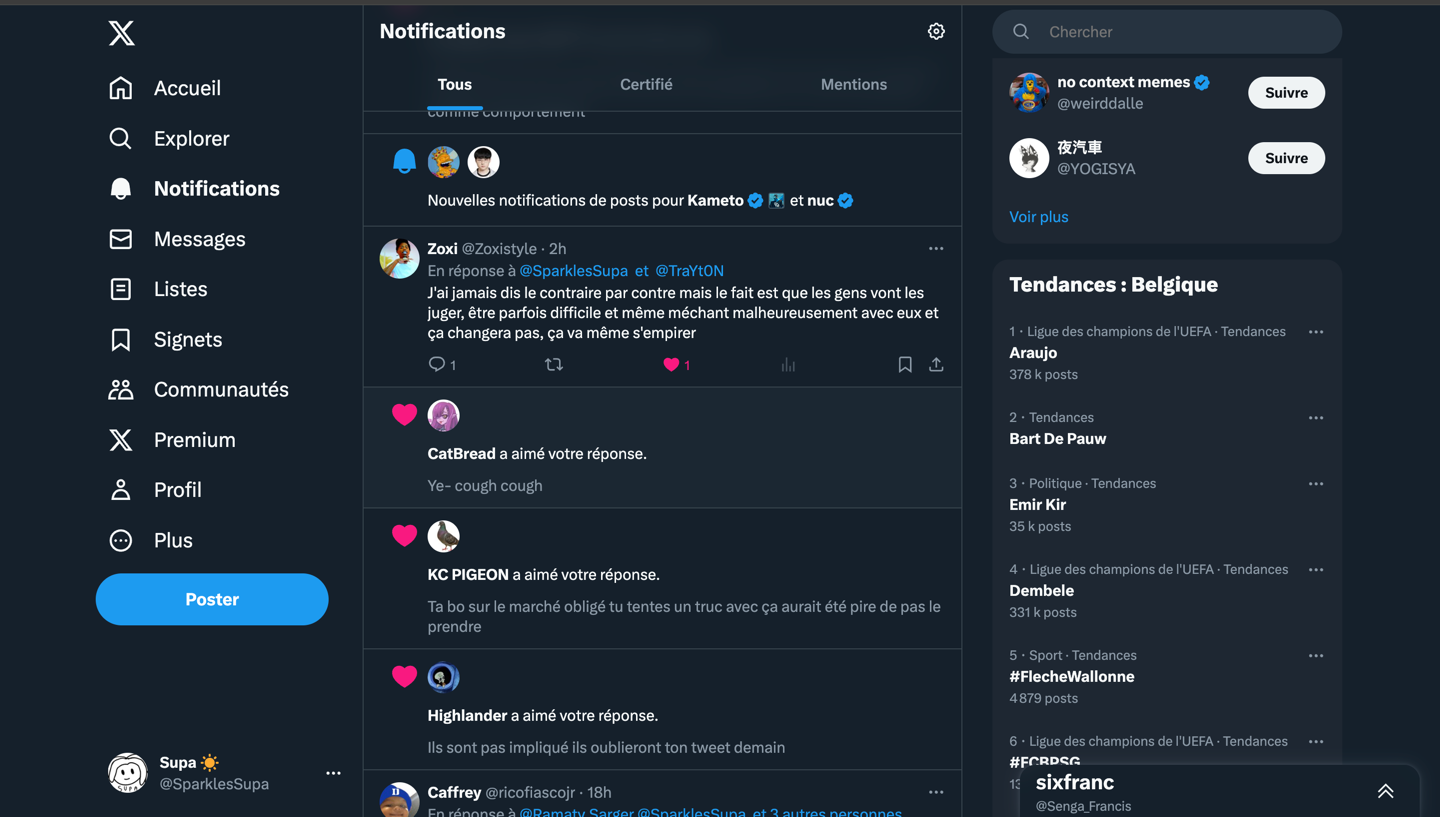 Accueil
Explorer
Notifications
Messages
Listes
Signets
Communautés
Premium
Profil
Plus
Poster
Supa
@SparklesSupa
Notifications
Tous
Certifié
Mentions
comme comportement
Nouvelles notifications de posts pour Kameto et nuc
Zoxi @Zoxistyle · 2h
En réponse à @SparklesSupa et @TraYt0N
J'ai jamais dis le contraire par contre mais le fait est que les gens vont les
juger, être parfois difficile et même méchant malheureusement avec eux et
ça changera pas, ça va même s'empirer
1
1
CatBread a aimé votre réponse.
Ye- cough cough
KC PIGEON a aimé votre réponse.
Ta bo sur le marché obligé tu tentes un truc avec ça aurait été pire de pas le
prendre
Highlander a aimé votre réponse.
Ils sont pas impliqué ils oublieront ton tweet demain
Caffrey @ricofiascojr · 18h
En réponse à @Ramaty_Sarger @SparklesSupa et 3 autres personnes
Chercher
no context memes
@weirddalle
Suivre
夜汽車
@YOGISYA
Suivre
Voir plus
Tendances : Belgique
1 · Ligue des champions de l'UEFA · Tendances
Araujo
378 k posts
2 · Tendances
Bart De Pauw
3 · Politique · Tendances
Emir Kir
35 k posts
4 · Ligue des champions de l'UEFA · Tendances
Dembele
331 k posts
5 · Sport · Tendances
#FlecheWallonne
4 879 posts
6 · Ligue des champions de l'UEFA · Tendances
#FCBPSG
sixfranc
@Senga_Francis